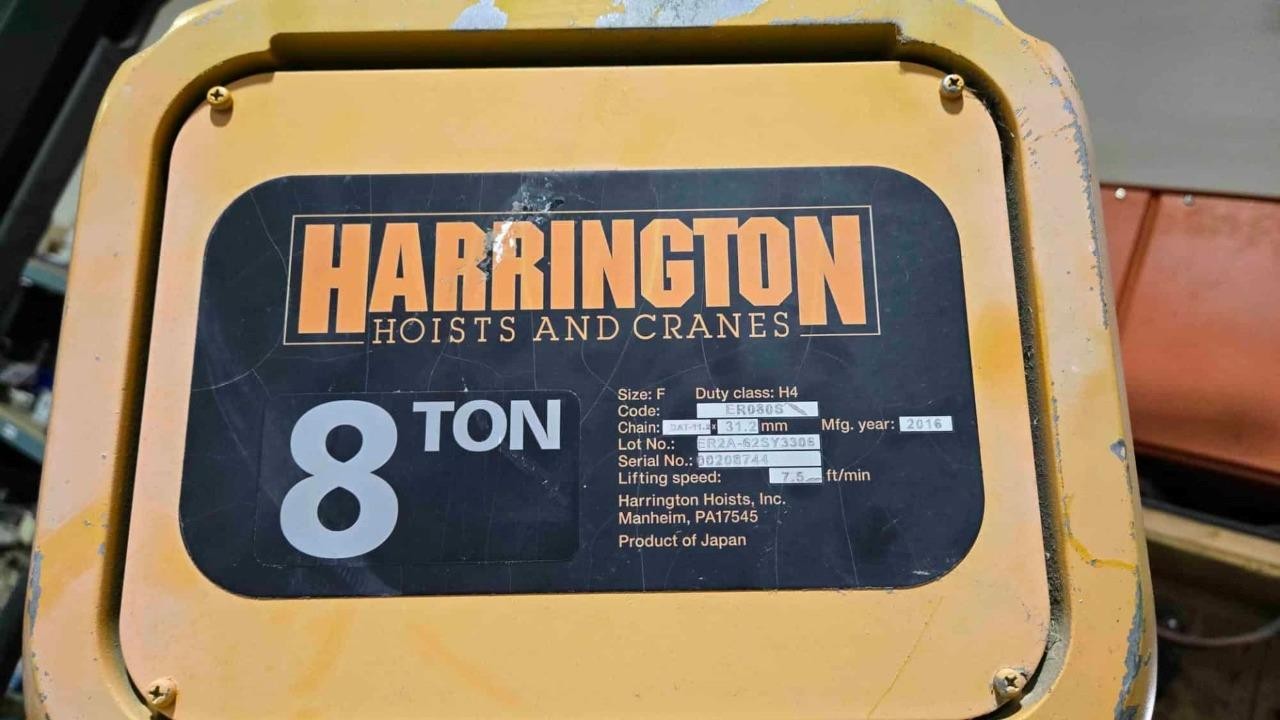 HARRINGTON
HOISTS AND CRANES
8 TON
Size: F Duty class: H4
Code: ER080S
Chain: 31.2 mm Mfg. year: 2016
Lot No.: ER2A-62SY3306
Serial No.: 00208744
Lifting speed: 7.5 ft/min
Harrington Hoists, Inc.
Manheim, PA17545
Product of Japan